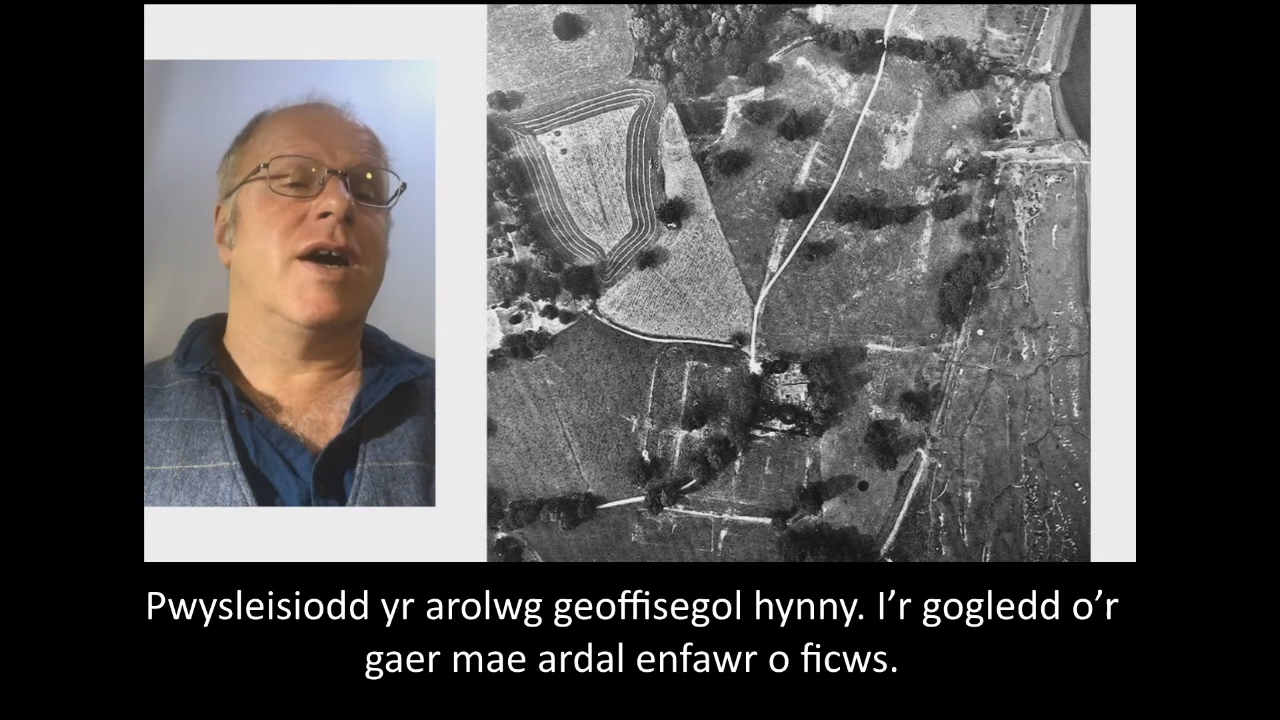 Pwysleisiodd yr arolwg geoffisegol hynny. I’r gogledd o’r
gaer mae ardal enfawr o ficws.